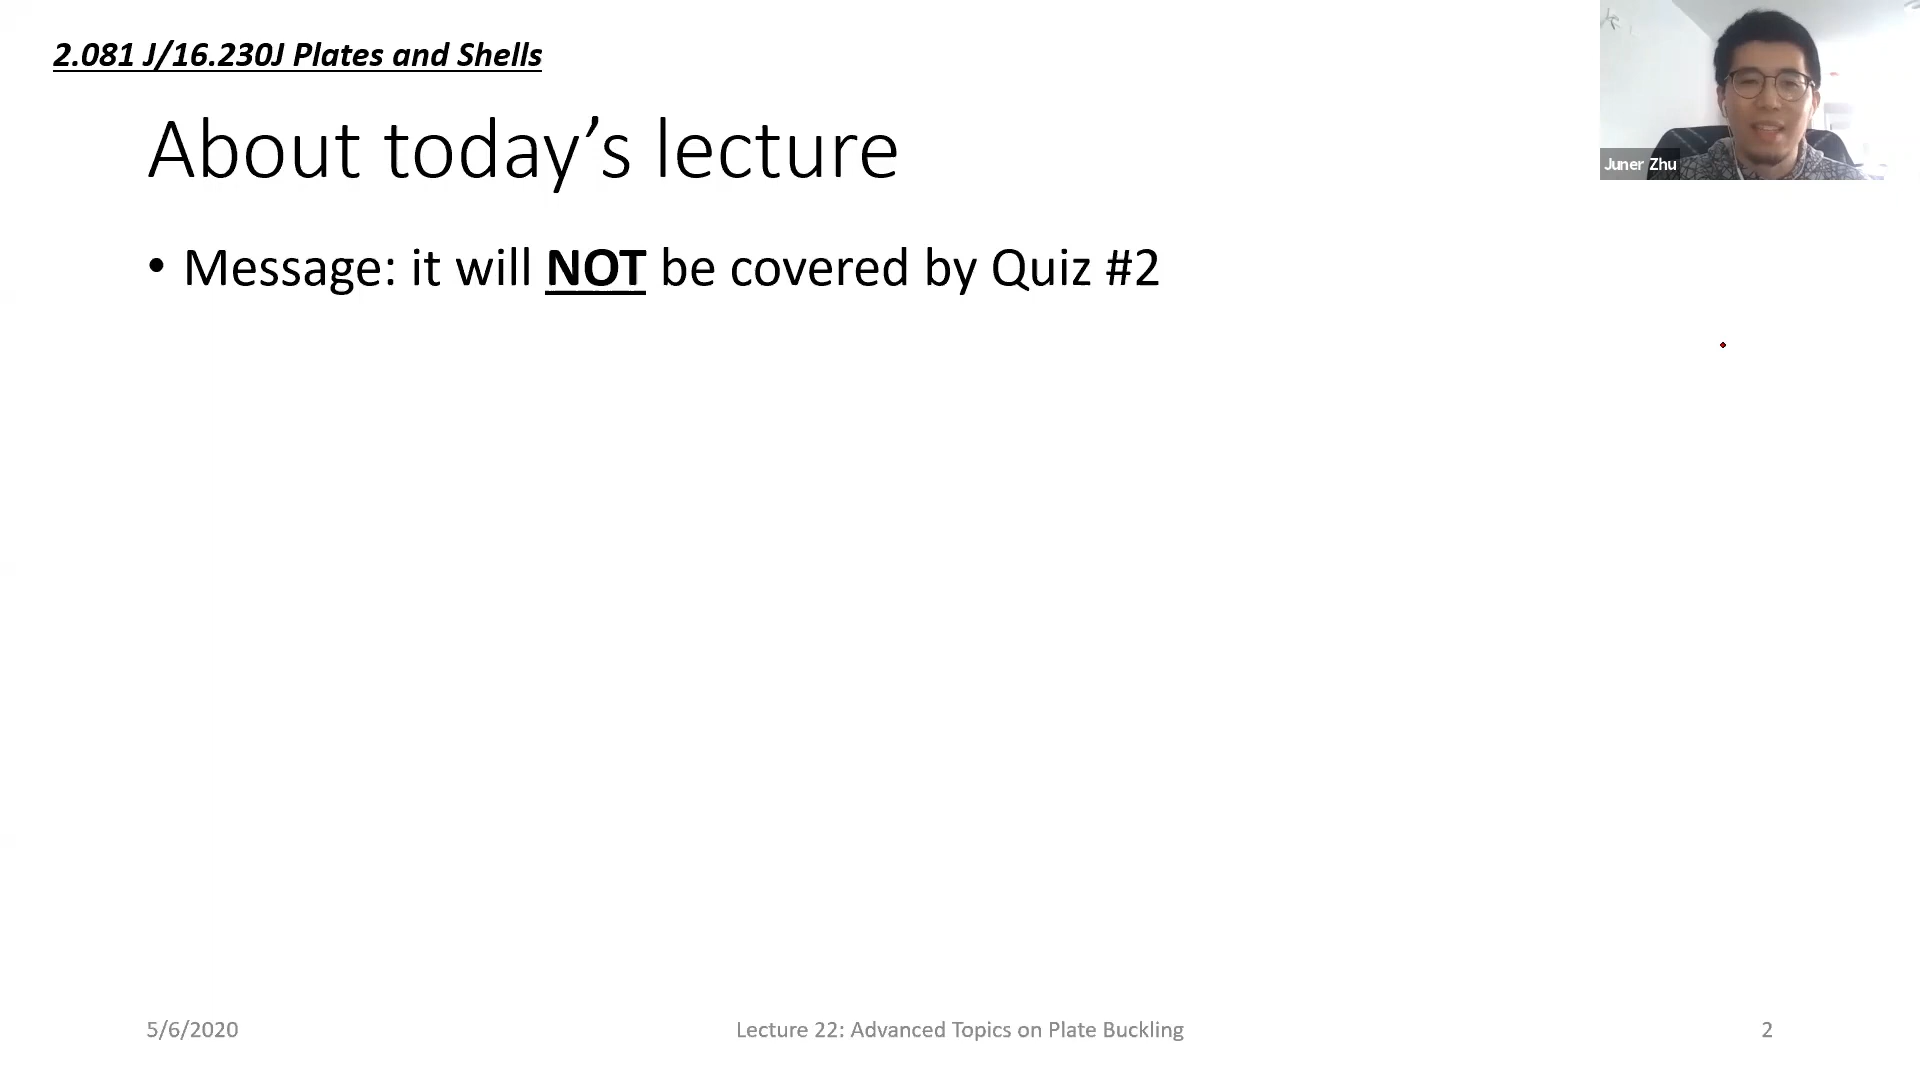 2.081 J/16.230J Plates and Shells
Juner Zhu
About today’s lecture
• Message: it will NOT be covered by Quiz #2
5/6/2020
Lecture 22: Advanced Topics on Plate Buckling
2